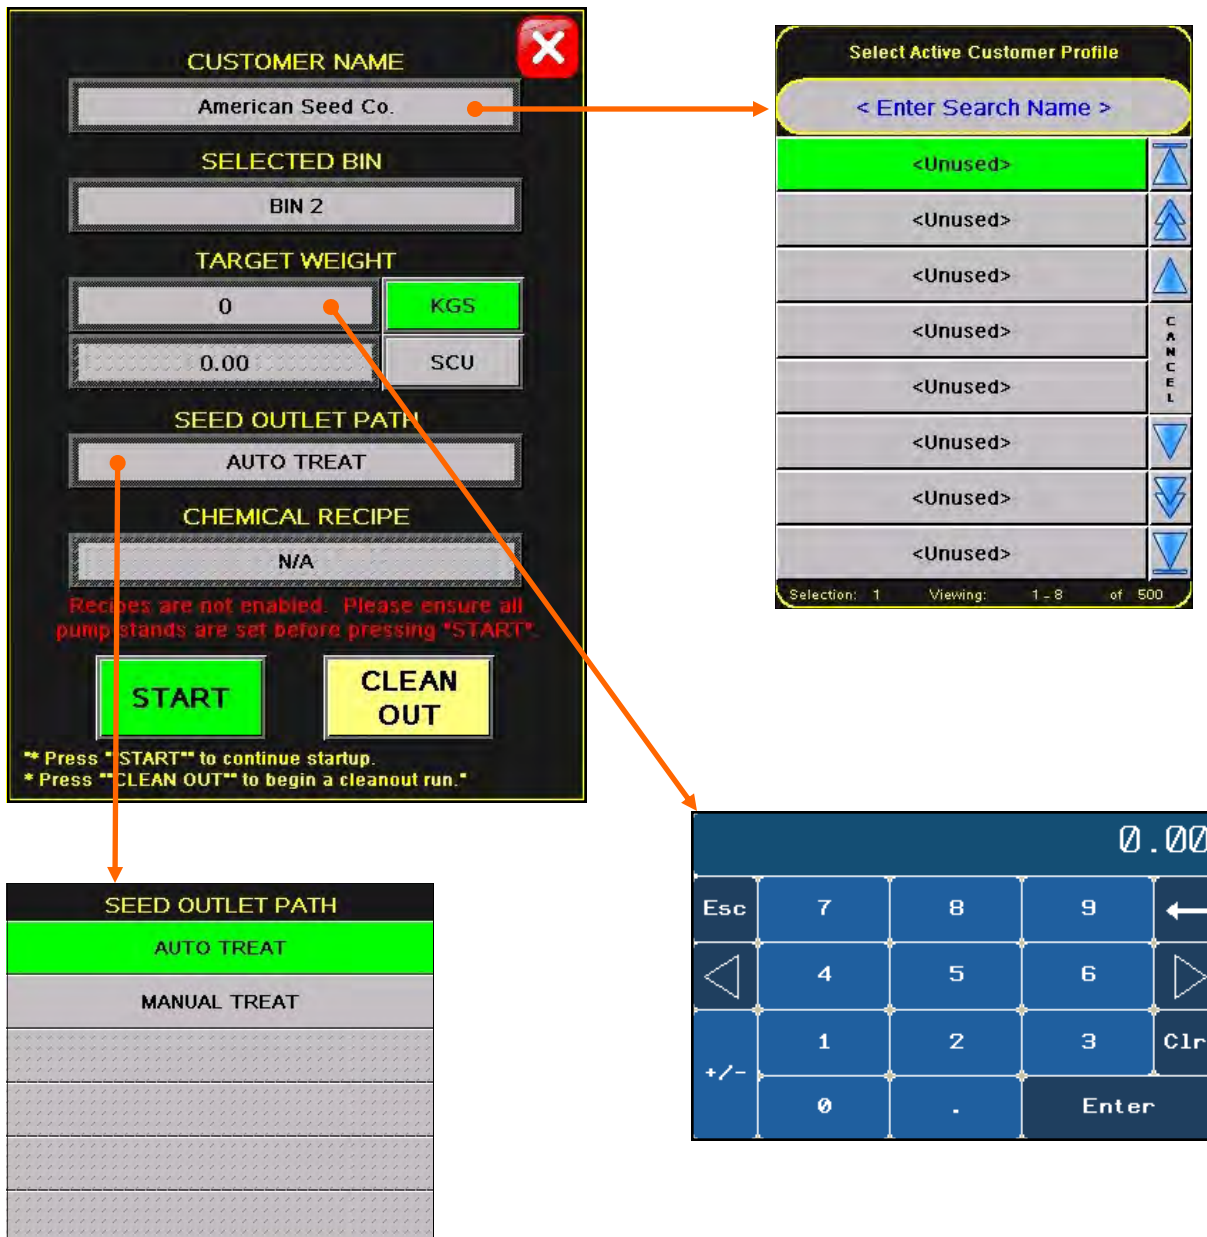 CUSTOMER NAME
American Seed Co.
SELECTED BIN
BIN 2
TARGET WEIGHT
0
KGS
0.00
SCU
SEED OUTLET PATH
AUTO TREAT
CHEMICAL RECIPE
N/A
Recipes are not enabled. Please ensure all
pump stands are set before pressing "START".
START
CLEAN
OUT
"* Press ""START"" to continue startup.
* Press ""CLEAN OUT"" to begin a cleanout run."
Select Active Customer Profile
< Enter Search Name >
<Unused>
<Unused>
<Unused>
<Unused>
<Unused>
<Unused>
<Unused>
<Unused>
CANCEL
Selection: 1 Viewing: 1 - 8 of 500
SEED OUTLET PATH
AUTO TREAT
MANUAL TREAT
0.00
Esc 7 8 9
4 5 6
+/- 1 2 3 Clr
0 . Enter